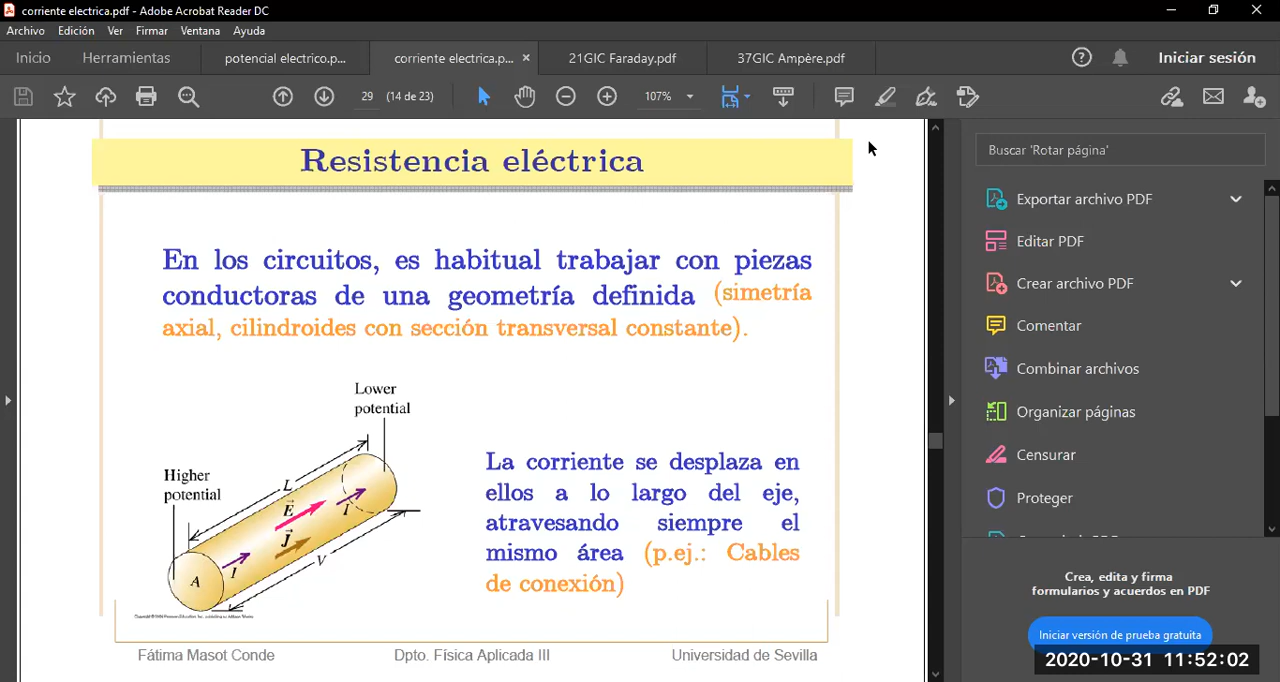 corriente electrica.pdf - Adobe Acrobat Reader DC
Archivo Edición Ver Firmar Ventana Ayuda
Inicio Herramientas potencial electrico.p... corriente electrica.p... × 21GIC Faraday.pdf 37GIC Ampère.pdf Iniciar sesión
29 (14 de 23) 107%
Resistencia eléctrica
Buscar 'Rotar página'
Exportar archivo PDF
Editar PDF
Crear archivo PDF
Comentar
Combinar archivos
Organizar páginas
Censurar
Proteger
En los circuitos, es habitual trabajar con piezas
conductoras de una geometría definida (simetría
axial, cilindroides con sección transversal constante).
Lower
potential
Higher
potential
L
E
I
J
I
V
A
La corriente se desplaza en
ellos a lo largo del eje,
atravesando siempre el
mismo área (p.ej.: Cables
de conexión)
Fátima Masot Conde Dpto. Física Aplicada III Universidad de Sevilla
Crea, edita y firma
formularios y acuerdos en PDF
Iniciar versión de prueba gratuita
2020-10-31 11:52:02